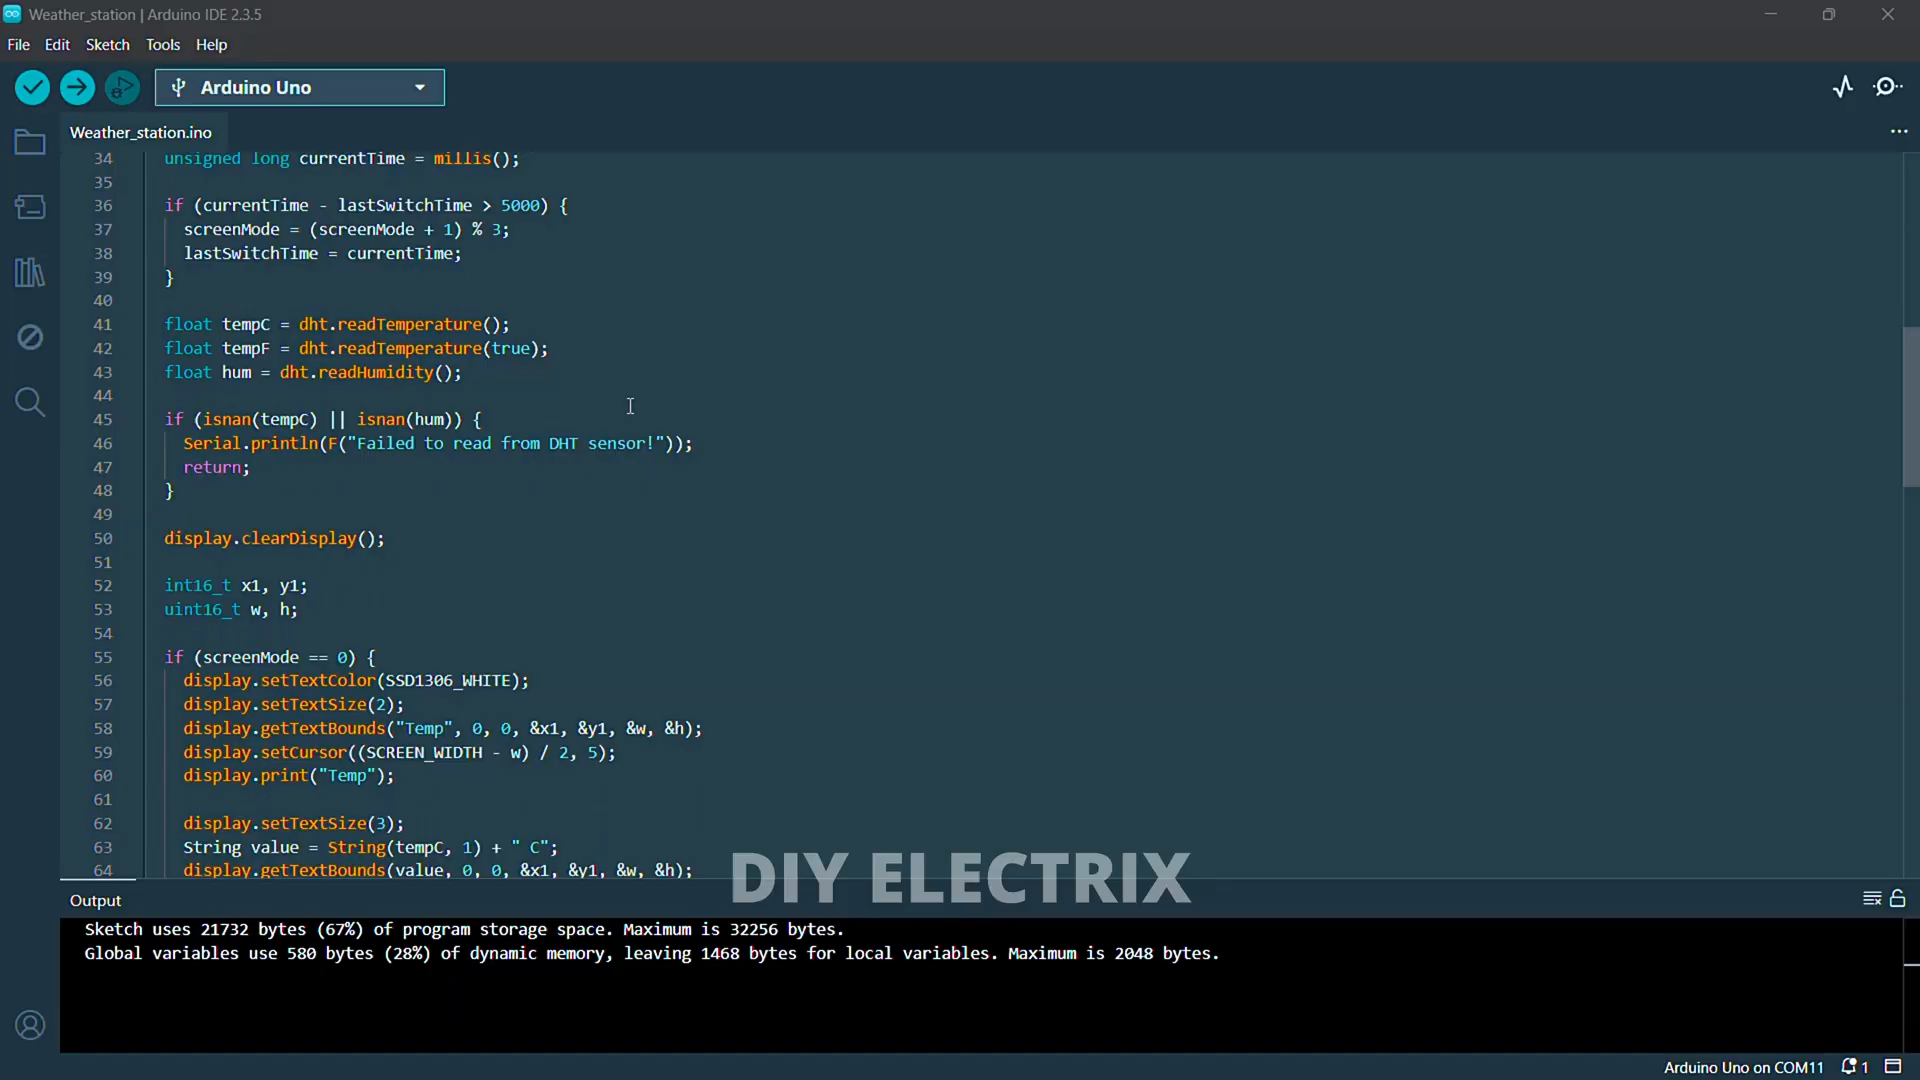 Weather_station | Arduino IDE 2.3.5
File Edit Sketch Tools Help
Arduino Uno
Weather_station.ino
34 unsigned long currentTime = millis();
35
36 if (currentTime - lastSwitchTime > 5000) {
37 screenMode = (screenMode + 1) % 3;
38 lastSwitchTime = currentTime;
39 }
40
41 float tempC = dht.readTemperature();
42 float tempF = dht.readTemperature(true);
43 float hum = dht.readHumidity();
44
45 if (isnan(tempC) || isnan(hum)) {
46 Serial.println(F("Failed to read from DHT sensor!"));
47 return;
48 }
49
50 display.clearDisplay();
51
52 int16_t x1, y1;
53 uint16_t w, h;
54
55 if (screenMode == 0) {
56 display.setTextColor(SSD1306_WHITE);
57 display.setTextSize(2);
58 display.getTextBounds("Temp", 0, 0, &x1, &y1, &w, &h);
59 display.setCursor((SCREEN_WIDTH - w) / 2, 5);
60 display.print("Temp");
61
62 display.setTextSize(3);
63 String value = String(tempC, 1) + " C";
64 display.getTextBounds(value, 0, 0, &x1, &y1, &w, &h);
DIY ELECTRIX
Output
Sketch uses 21732 bytes (67%) of program storage space. Maximum is 32256 bytes.
Global variables use 580 bytes (28%) of dynamic memory, leaving 1468 bytes for local variables. Maximum is 2048 bytes.
Arduino Uno on COM11 1